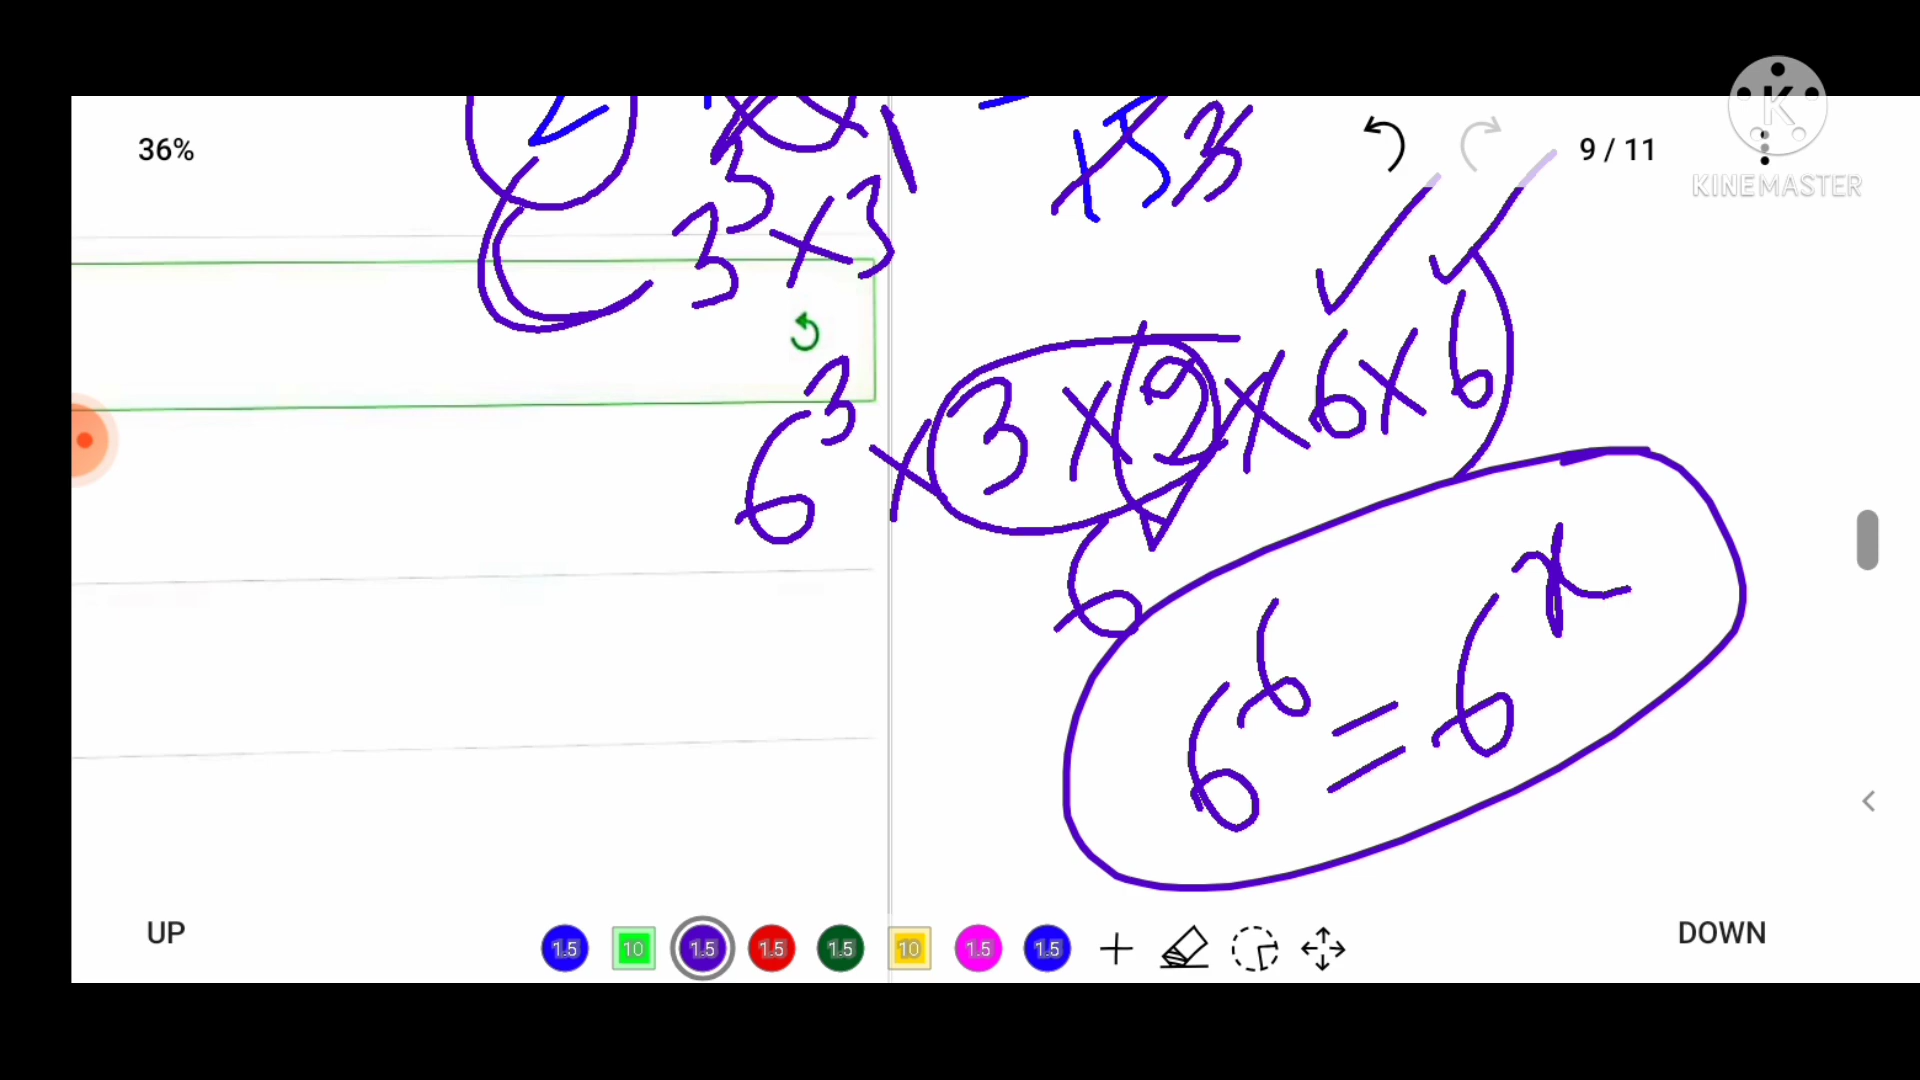 36%
9 / 11
KINEMASTER
3³ × 3
6³ × 3 × 2 × 6 × 6
6
6⁶ = 6ˣ
UP
1.5 10 1.5 1.5 1.5 10 1.5 1.5
DOWN